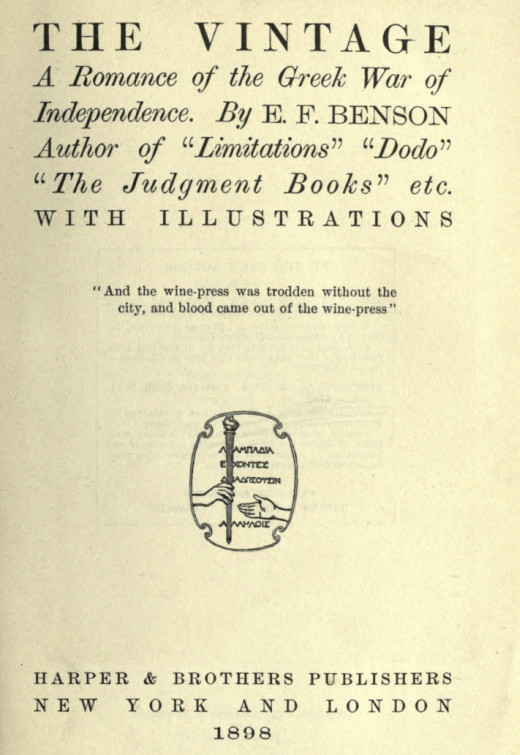 THE VINTAGE
A Romance of the Greek War of
Independence. By E. F. BENSON
Author of “Limitations” “Dodo”
“The Judgment Books” etc.
WITH ILLUSTRATIONS
“And the wine-press was trodden without the
city, and blood came out of the wine-press”
ΛΑΜΠΑΔΙΑ
ΕΧΟΝΤΕΣ
ΔΙΑΔΩΣΟΥΣΙΝ
ΑΛΛΗΛΟΙΣ
HARPER & BROTHERS PUBLISHERS
NEW YORK AND LONDON
1898